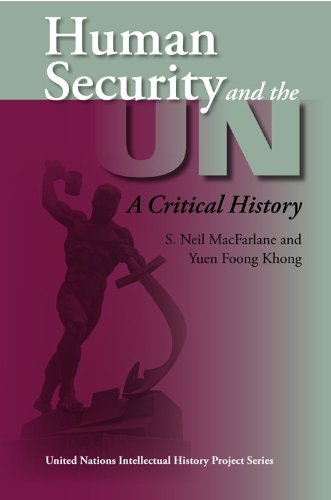 Human
Security and the
UN
A Critical History
S. Neil MacFarlane and
Yuen Foong Khong
United Nations Intellectual History Project Series